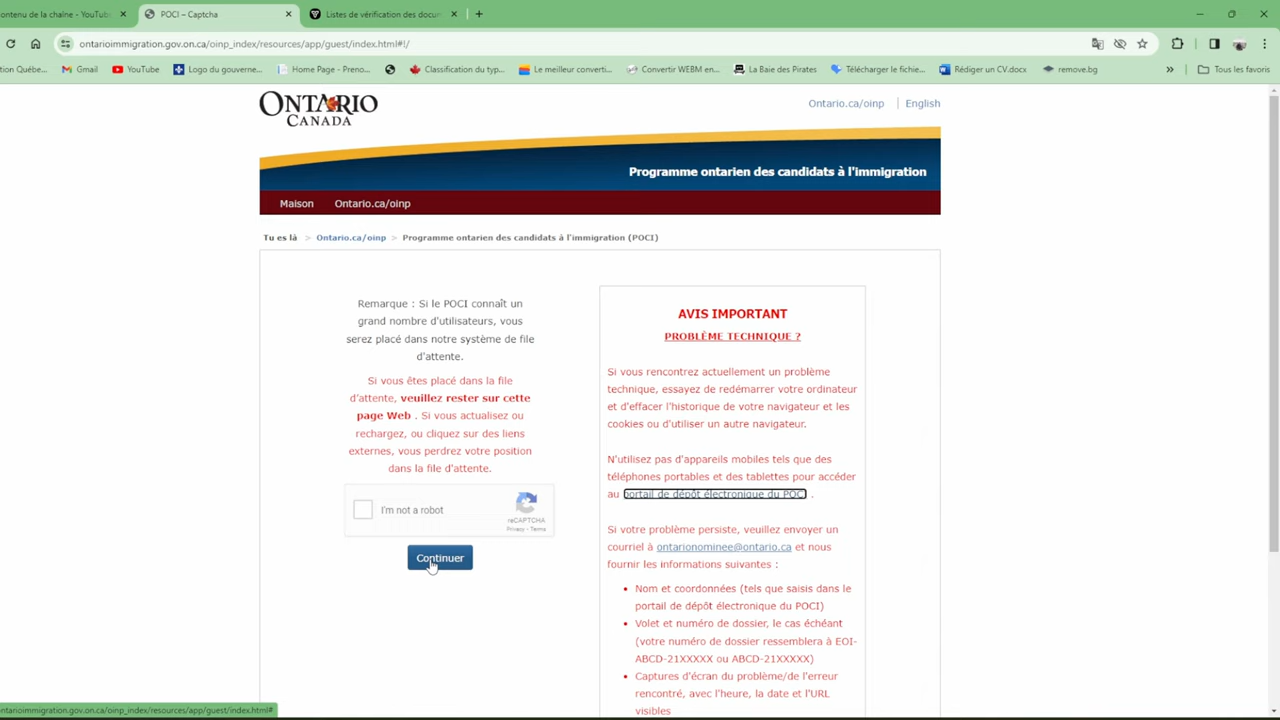 ontenu de la chaîne - YouTub
POCI – Captcha
Listes de vérification des docum
ontarioimmigration.gov.on.ca/oinp_index/resources/app/guest/index.html#!/
tion Québe...
Gmail
YouTube
Logo du gouverne...
Home Page - Preno...
Classification du typ...
Le meilleur converti...
Convertir WEBM en...
La Baie des Pirates
Télécharger le fichie...
Rédiger un CV.docx
remove.bg
»
Tous les favoris
ONTARIO
CANADA
Ontario.ca/oinp | English
Programme ontarien des candidats à l'immigration
Maison Ontario.ca/oinp
Tu es là > Ontario.ca/oinp > Programme ontarien des candidats à l'immigration (POCI)
Remarque : Si le POCI connaît un
grand nombre d'utilisateurs, vous
serez placé dans notre système de file
d'attente.
Si vous êtes placé dans la file
d'attente, veuillez rester sur cette
page Web . Si vous actualisez ou
rechargez, ou cliquez sur des liens
externes, vous perdrez votre position
dans la file d'attente.
I'm not a robot
reCAPTCHA
Privacy - Terms
Continuer
AVIS IMPORTANT
PROBLÈME TECHNIQUE ?
Si vous rencontrez actuellement un problème
technique, essayez de redémarrer votre ordinateur
et d'effacer l'historique de votre navigateur et les
cookies ou d'utiliser un autre navigateur.
N'utilisez pas d'appareils mobiles tels que des
téléphones portables et des tablettes pour accéder
au portail de dépôt électronique du POCI .
Si votre problème persiste, veuillez envoyer un
courriel à ontarionominee@ontario.ca et nous
fournir les informations suivantes :
• Nom et coordonnées (tels que saisis dans le
portail de dépôt électronique du POCI)
• Volet et numéro de dossier, le cas échéant
(votre numéro de dossier ressemblera à EOI-
ABCD-21XXXXX ou ABCD-21XXXXX)
• Captures d'écran du problème/de l'erreur
rencontré, avec l'heure, la date et l'URL
visibles
ontarioimmigration.gov.on.ca/oinp_index/resources/app/guest/index.html#